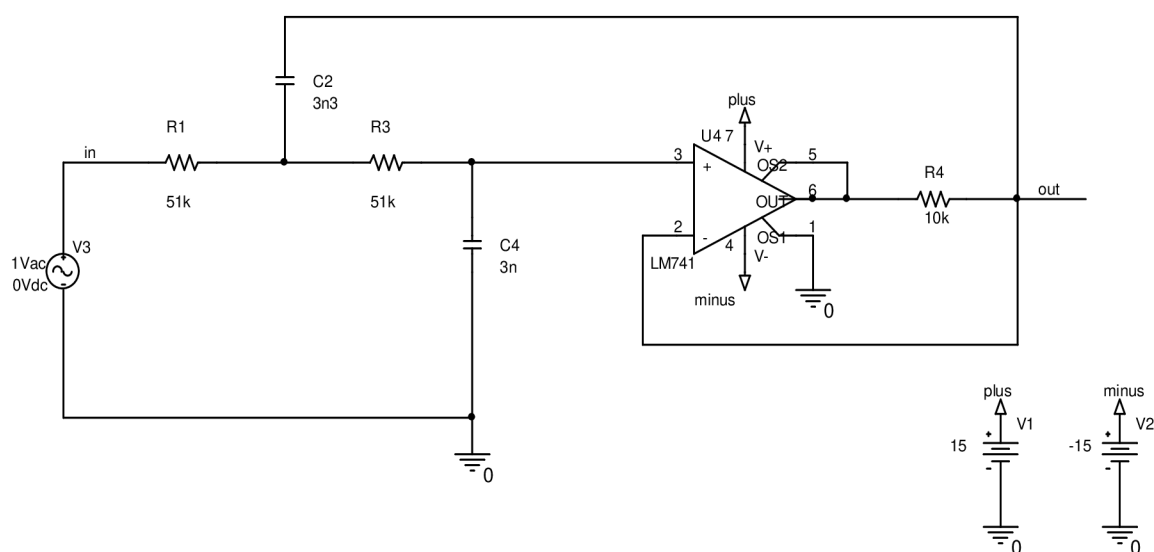 C2
3n3
R1
in
51k
R3
51k
V3
1Vac
0Vdc
C4
3n
0
plus
U4 7
V+
3
+
OS2
5
OUT
6
2
-
4
OS1
1
V-
LM741
minus
0
R4
10k
out
plus
V1
15
0
minus
V2
-15
0